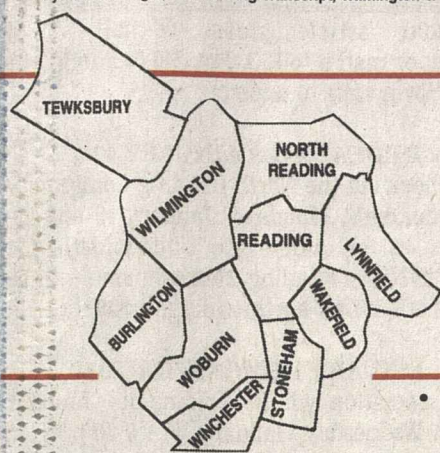 TEWKSBURY
NORTH
READING
WILMINGTON
READING
LYNNFIELD
BURLINGTON
WAKEFIELD
WOBURN
STONEHAM
WINCHESTER